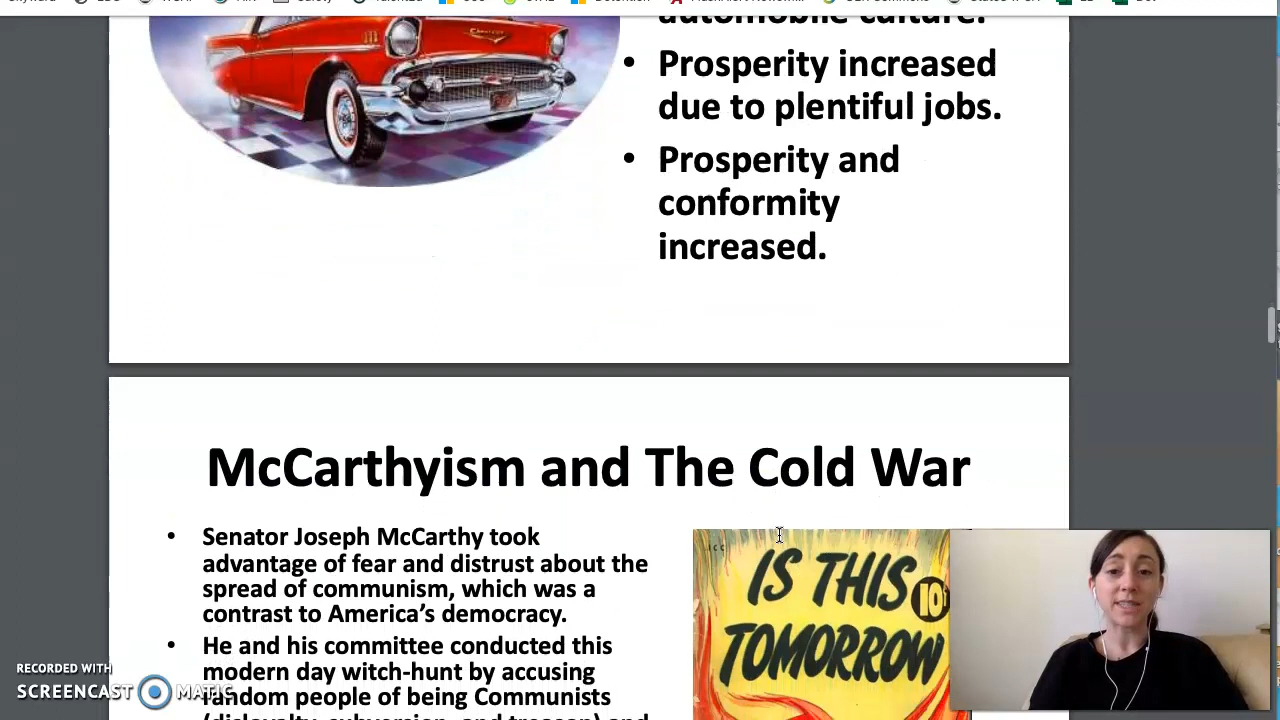 automobile culture.
• Prosperity increased
due to plentiful jobs.
• Prosperity and
conformity
increased.
McCarthyism and The Cold War
• Senator Joseph McCarthy took
advantage of fear and distrust about the
spread of communism, which was a
contrast to America's democracy.
• He and his committee conducted this
modern day witch-hunt by accusing
random people of being Communists
(disloyalty, subversion, and treason) and
IS THIS
10¢
TOMORROW
RECORDED WITH
SCREENCAST MATIC